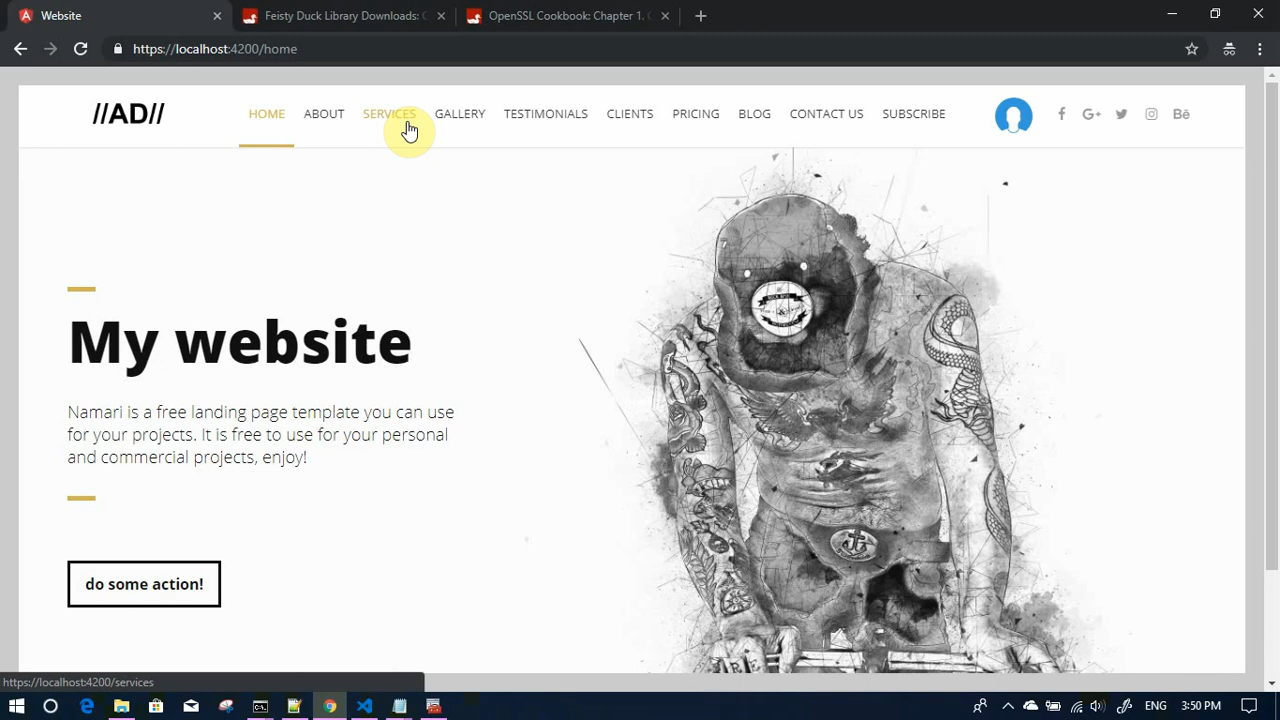 Website
Feisty Duck Library Downloads: C
OpenSSL Cookbook: Chapter 1. O
https://localhost:4200/home
//AD//
HOME ABOUT SERVICES GALLERY TESTIMONIALS CLIENTS PRICING BLOG CONTACT US SUBSCRIBE
My website
Namari is a free landing page template you can use
for your projects. It is free to use for your personal
and commercial projects, enjoy!
do some action!
https://localhost:4200/services
ENG 3:50 PM